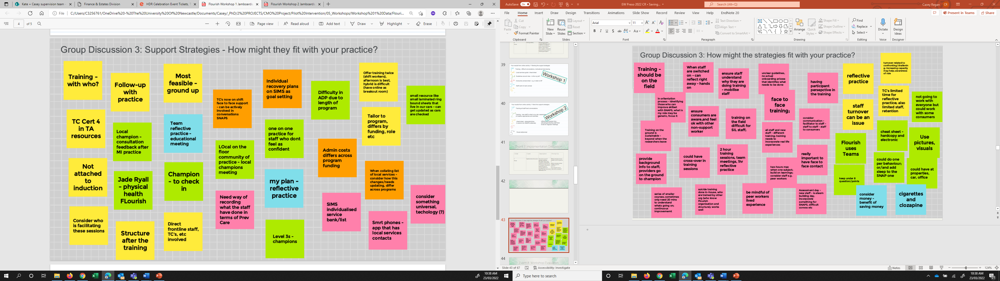 Kate + Casey supervision team -
Finance & Estates Division
HDR Celebration Event Tickets, T
Flourish Workshop 1 Jamboards.
Flourish Workshop 2 Jamboards.
File
C:/Users/C3256761/OneDrive%20-%20The%20University%20Of%20Newcastle/Documents/Casey/_PhD/2%20PROJECTS/CMO%20Project/Pilot%20Intervention/05_Workshops/Workshop%201%20Data/Flouri...
4 of 5
Page view
Read aloud
Add text
Draw
Highlight
Erase
Group Discussion 3: Support Strategies - How might they fit with your practice?
Training -
with who?
Follow-up
with
practice
Most
feasible -
ground up
TC's now on shift
face to face support
- can be activaly
involved in
conversations
SNAPS
Individual
recovery plans
on SIMS as
goal setting
Difficulty in
ADP due to
length of
program
Offer training twice
(shift workers),
afternoon is best,
hybrid is difficult
(have online as
breakout room)
small resource like
small laminated ring
bound sheets that
live in our cars - can
get updated as cars
are checked
TC Cert 4
in TA
resources
Local
champion -
consultation
feedback after
MI practice
Team
reflective
practice -
educational
meeting
LOcal on the
floor
community of
practice - local
champions
meeting
one on one
practice for
staff who dont
feel as
confident
Admin costs
differs across
program
funding
Tailor to
program,
differs by
funding, role
etc
Not
attached
to
induction
Jade Ryall
- physical
health
FLourish
Champion
- to check
in
Need way of
recording
what the staff
have done in
terms of Prev
Care
my plan -
reflective
practice
SIMS
individualised
service
bank/list
When collating list
of local services -
consider how this
changes/needs
updating, differ
across programs
consider
something
universal,
techology (?)
Consider who
is facilitating
these sessions
Structure
after the
training
Direct
frontline staff,
TC's, etc
involved
Level 3s -
champions
Smrt phones -
app that has
local services
contacts
AutoSave On
EW Preso 2022 CR • Saving...
Search (Alt+Q)
Casey Regan CR
File Home Insert Draw Design Transitions Animations Slide Show Record Review View Help EndNote 20
Present in Teams
Share
Paste
Cut
Copy
Format Painter
Clipboard
New
Slide
Reuse
Slides
Layout
Reset
Section
Slides
Arial 11
Font
Text Direction
Align Text
Convert to SmartArt
Paragraph
Arrange
Quick
Styles
Shape Fill
Shape Outline
Shape Effects
Drawing
Find
Replace
Select
Editing
Dictate
Voice
Design
Ideas
Designer
39
Workshop 1
40
Workshop 2
41
Event 7: Implementation Discussion
42
43
44
Event 8: Workshop Evaluation
Group Discussion 3: How might the strategies fit with your practice?
Training -
should be
on the
field
When staff
are switched
on - can
reflect right
away - hands
on
ensure staff
understand
why they are
doing training
- mobilise
staff
unclear guidelines,
no actual
onboarding pricess
that identifies what
needs to be done
having
participant
persepctive in
the training
reflective
practice
turnover related to
confronting/challenin
g; increasing capacity
may help; awareness
of role
In oritentation
process - idnetifying
those who can
improve skillset
with SNAPS, what is
my role may be
generic, focus it
ensure
consumers are
aware,and feel
ok with other
non-support
worker
training on
the field
difficult for
SIL staff;
face to
face
training;
consider
communication -
facilitator to staff -
staff to staff - staff
to consumers
staff
turnover
can be an
issue
TC's limited
time for
reflective
practice; also
limited staff,
retention
not going to
work with
everyone but
could work
with some
consumers
Training on the
ground is
sustainable -
beyond when the
researchers leave
all staff and new
staff - different
training; training
needs to
incorporate real life
experiences
Flourish
uses
Teams
cheat sheet -
hardcopy and
electronic
Use
pictures,
visuals
provide
background
info to staff;
providers go
on the ground
to champion
could have
cross-over in
training
sessions
2 hour
training
sessions, team
meetings, 1hr
reflective
practice
two hours max
when one subject;
build on learnings;
consider staff e.g.
peer workers
really
important to
have face to
face contact
keep under 8
question/points
could do one
per behaviour;
or/and add
sleep to the
SNAP one
could have at
properties,
car, office
series of smaller
courses; sometimes
only need 20 mins
to understand
whats going on;
continuous
improvememt
suicide training
done in-house, who
are trained by other
org (who know
Flourish
organisation and
structure); works
well
be mindful of
peer workers
lived
experience
Assessment day -
new staff - is ateam
building day,
incorporate
something for
SNAPS, difficult
convos etc
consider
money -
benefit of
saving money
cigarettes
and
clozapine
Slide 43 of 67
Accessibility: Investigate
Notes
124%
10:38 AM
23/03/2022
Type here to search
10:38 AM
23/03/2022